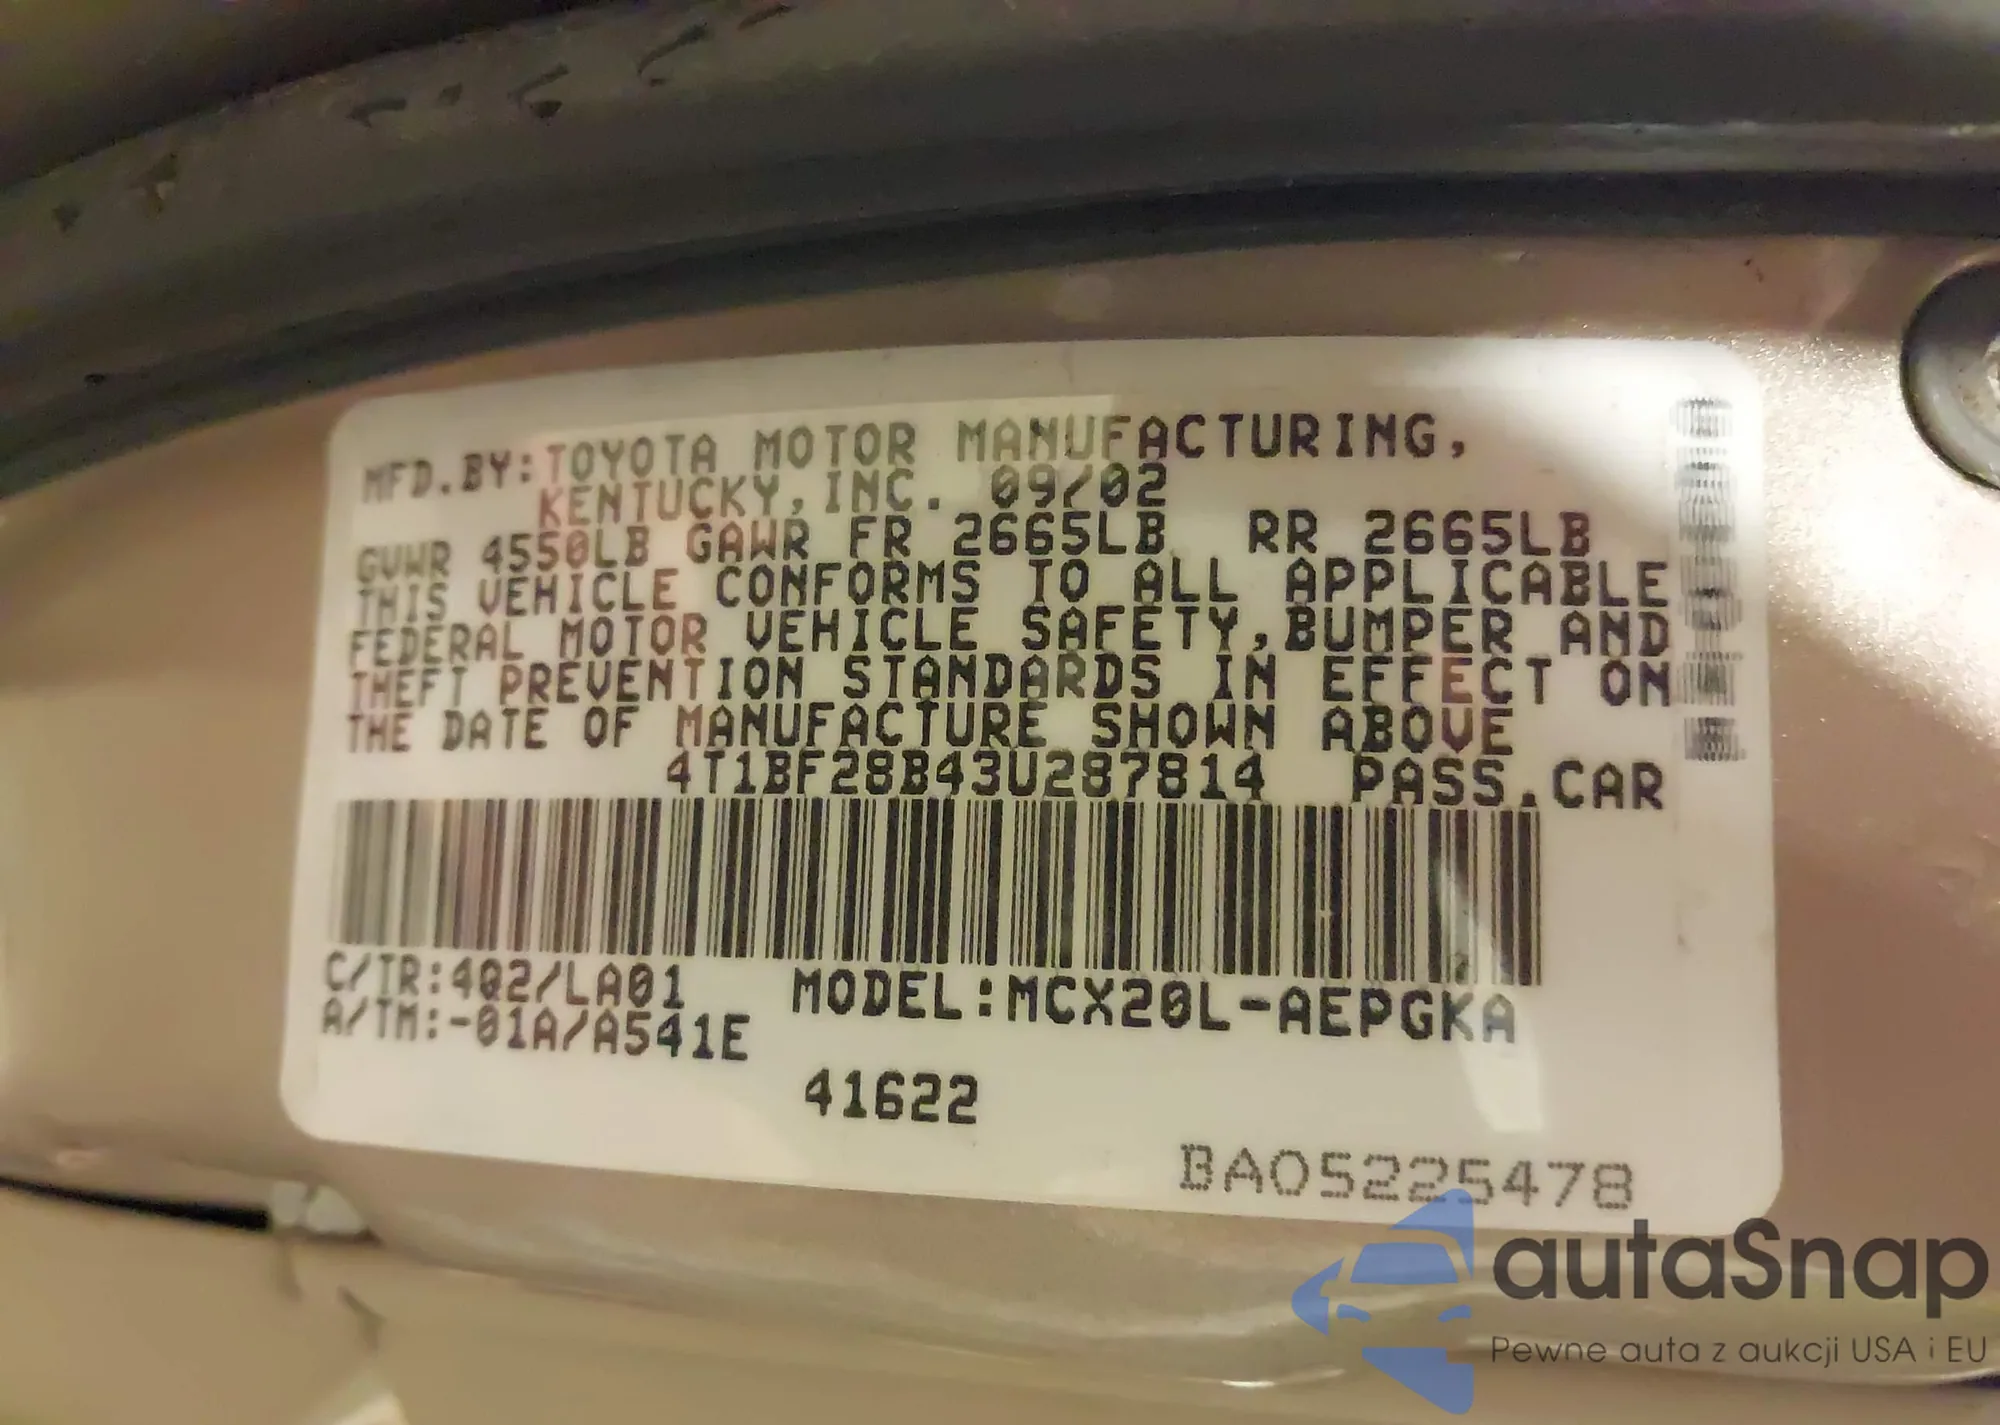 MFD.BY:TOYOTA MOTOR MANUFACTURING,
KENTUCKY,INC. 09/02
GVWR 4550LB GAWR FR 2665LB RR 2665LB
THIS VEHICLE CONFORMS TO ALL APPLICABLE
FEDERAL MOTOR VEHICLE SAFETY,BUMPER AND
THEFT PREVENTION STANDARDS IN EFFECT ON
THE DATE OF MANUFACTURE SHOWN ABOVE
4T1BF28B43U287814 PASS.CAR
C/TR:402/LA01 MODEL:MCX20L-AEPGKA
A/TM:-01A/A541E
41622
BA05225478
autaSnap
Pewne auta z aukcji USA i EU